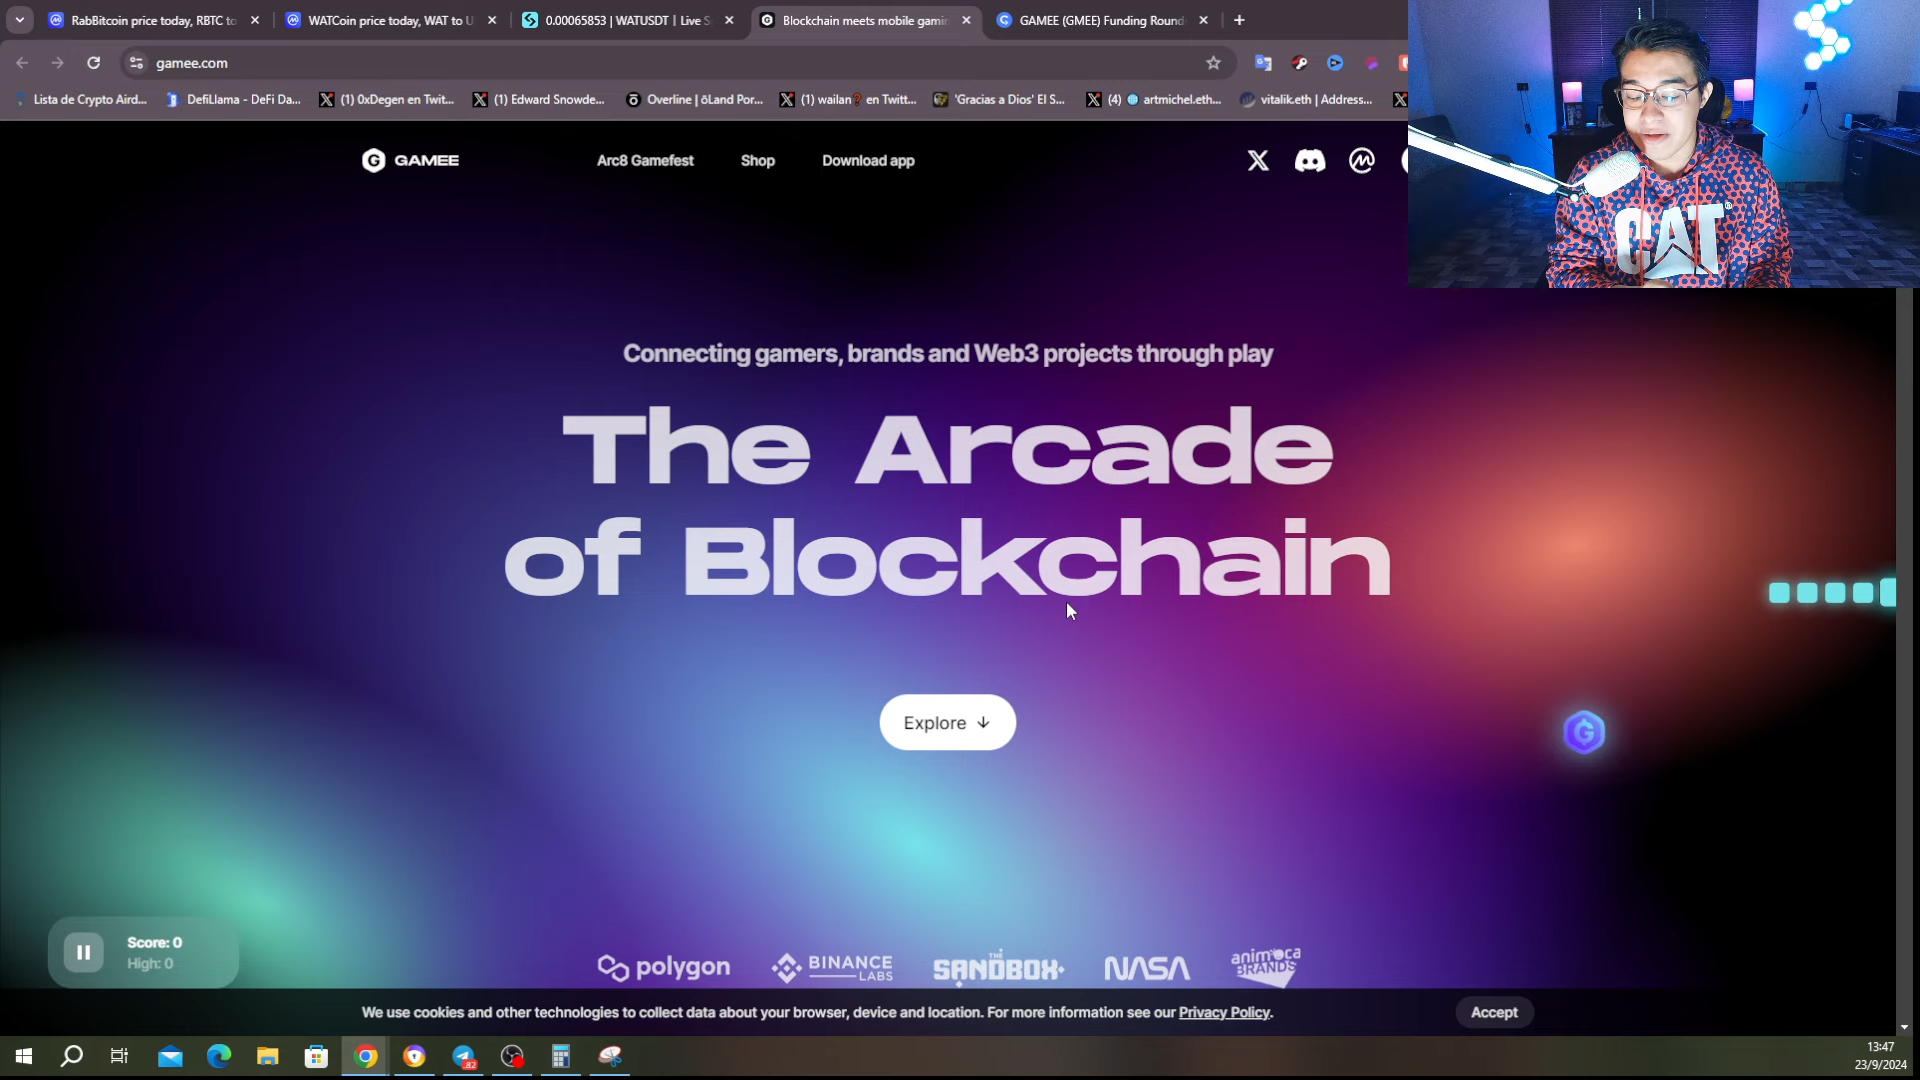 RabBitcoin price today, RBTC to
WATCoin price today, WAT to U
0.00065853 | WATUSDT | Live S
Blockchain meets mobile gamin
GAMEE (GMEE) Funding Round
gamee.com
Lista de Crypto Aird...
DefiLlama - DeFi Da...
(1) 0xDegen en Twit...
(1) Edward Snowde...
Overline | ōLand Por...
(1) wailan❓ en Twitt...
'Gracias a Dios' El S...
(4) 🌐 artmichel.eth...
vitalik.eth | Address...
GAMEE
Arc8 Gamefest
Shop
Download app
CAT
Connecting gamers, brands and Web3 projects through play
The Arcade
of Blockchain
Explore ↓
Score: 0
High: 0
polygon
BINANCE
LABS
THE
SANDBOX
NASA
animoca
BRANDS
We use cookies and other technologies to collect data about your browser, device and location. For more information see our Privacy Policy.
Accept
82
13:47
23/9/2024